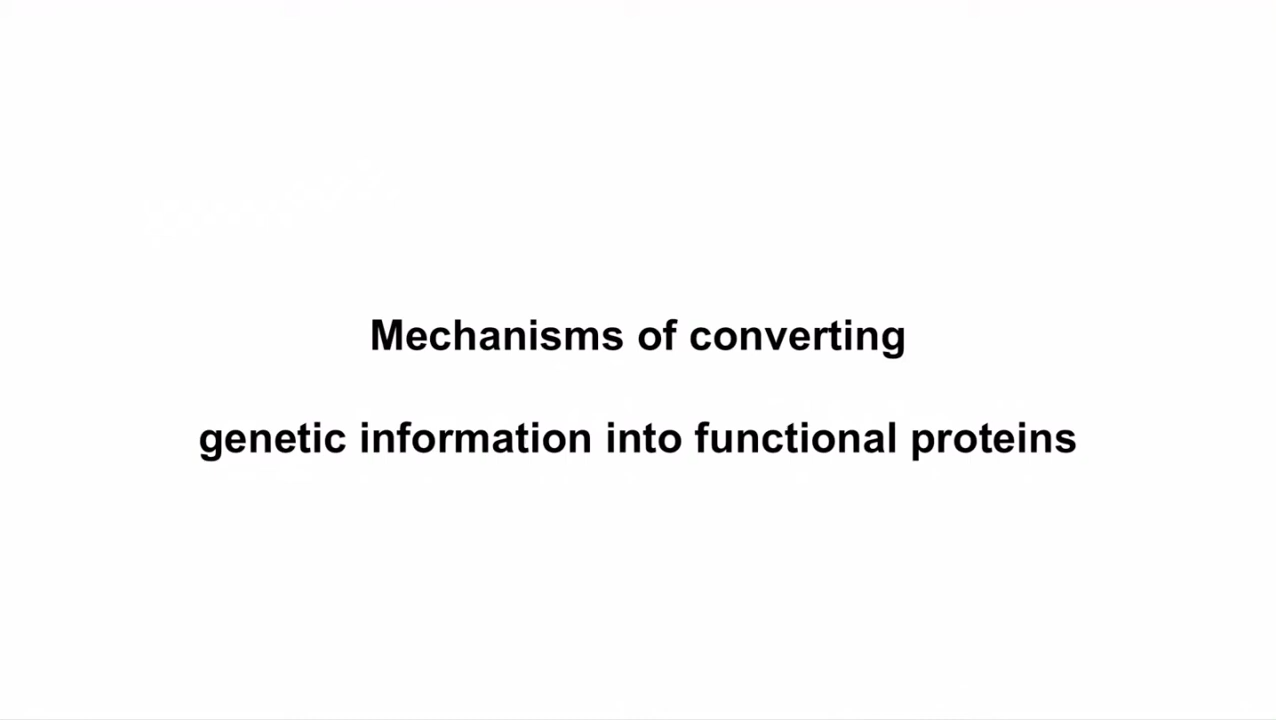 Mechanisms of converting
genetic information into functional proteins